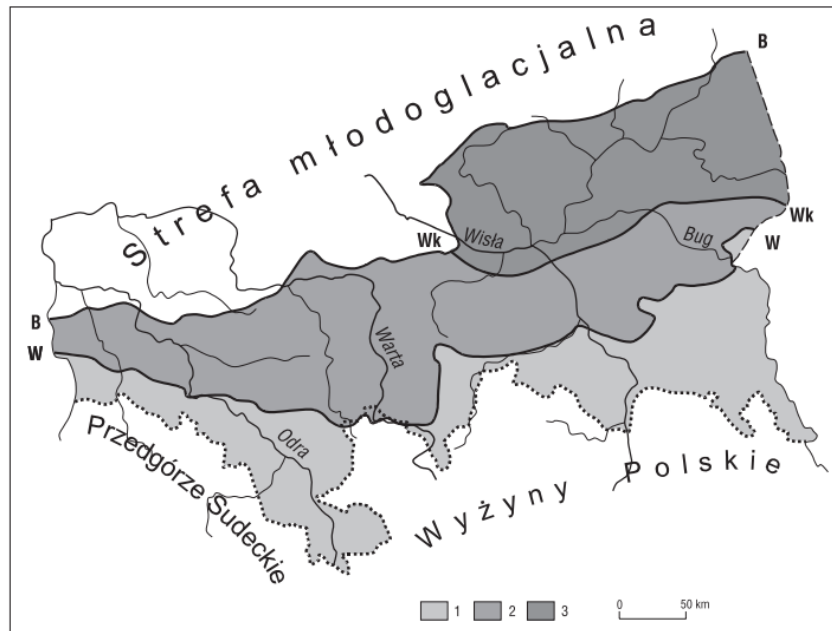 Strefa młodoglacjalna
B
Wk
Wisła
Bug
Wk
W
B
W
Warta
Odra
Przedgórze Sudeckie
Wyżyny Polskie
1 2 3
0 50 km